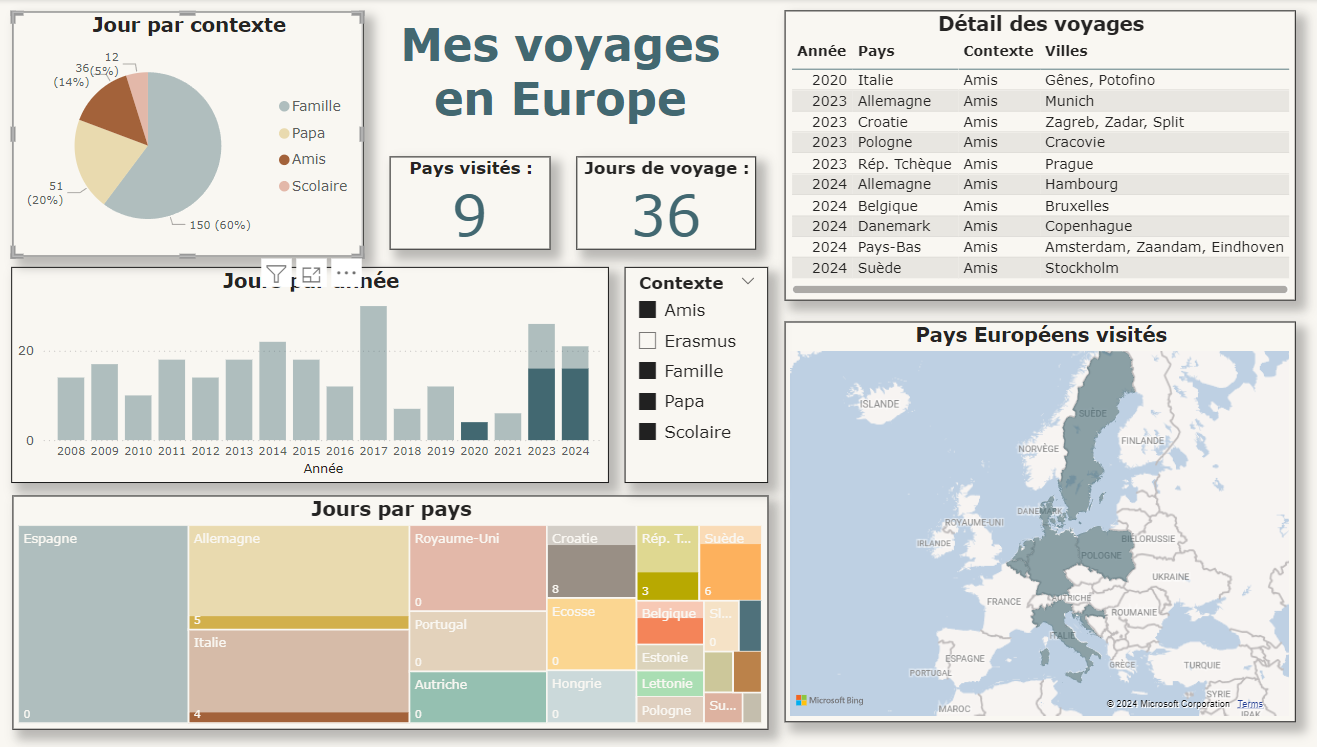 Jour par contexte
12
(5%)
36
(14%)
51
(20%)
150 (60%)
Famille
Papa
Amis
Scolaire
Mes voyages
en Europe
Pays visités :
9
Jours de voyage :
36
Détail des voyages
Année Pays Contexte Villes
2020 Italie Amis Gênes, Potofino
2023 Allemagne Amis Munich
2023 Croatie Amis Zagreb, Zadar, Split
2023 Pologne Amis Cracovie
2023 Rép. Tchèque Amis Prague
2024 Allemagne Amis Hambourg
2024 Belgique Amis Bruxelles
2024 Danemark Amis Copenhague
2024 Pays-Bas Amis Amsterdam, Zaandam, Eindhoven
2024 Suède Amis Stockholm
Jours par année
20
0
2008 2009 2010 2011 2012 2013 2014 2015 2016 2017 2018 2019 2020 2021 2023 2024
Année
Contexte
Amis
Erasmus
Famille
Papa
Scolaire
Jours par pays
Espagne
0
Allemagne
5
Italie
4
Royaume-Uni
0
Portugal
0
Autriche
0
Croatie
8
Ecosse
0
Hongrie
0
Rép. T...
3
Belgique
Estonie
Lettonie
Pologne
Suède
6
Sl...
0
Su...
Pays Européens visités
ISLANDE
SUÈDE
FINLANDE
NORVÈGE
DANEMARK
ROYAUME-UNI
IRLANDE
BIÉLORUSSIE
POLOGNE
UKRAINE
FRANCE
AUTRICHE
ROUMANIE
ITALIE
ESPAGNE
PORTUGAL
GRÈCE
TURQUIE
SYRIE
MAROC
IRAK
Microsoft Bing
© 2024 Microsoft Corporation Terms